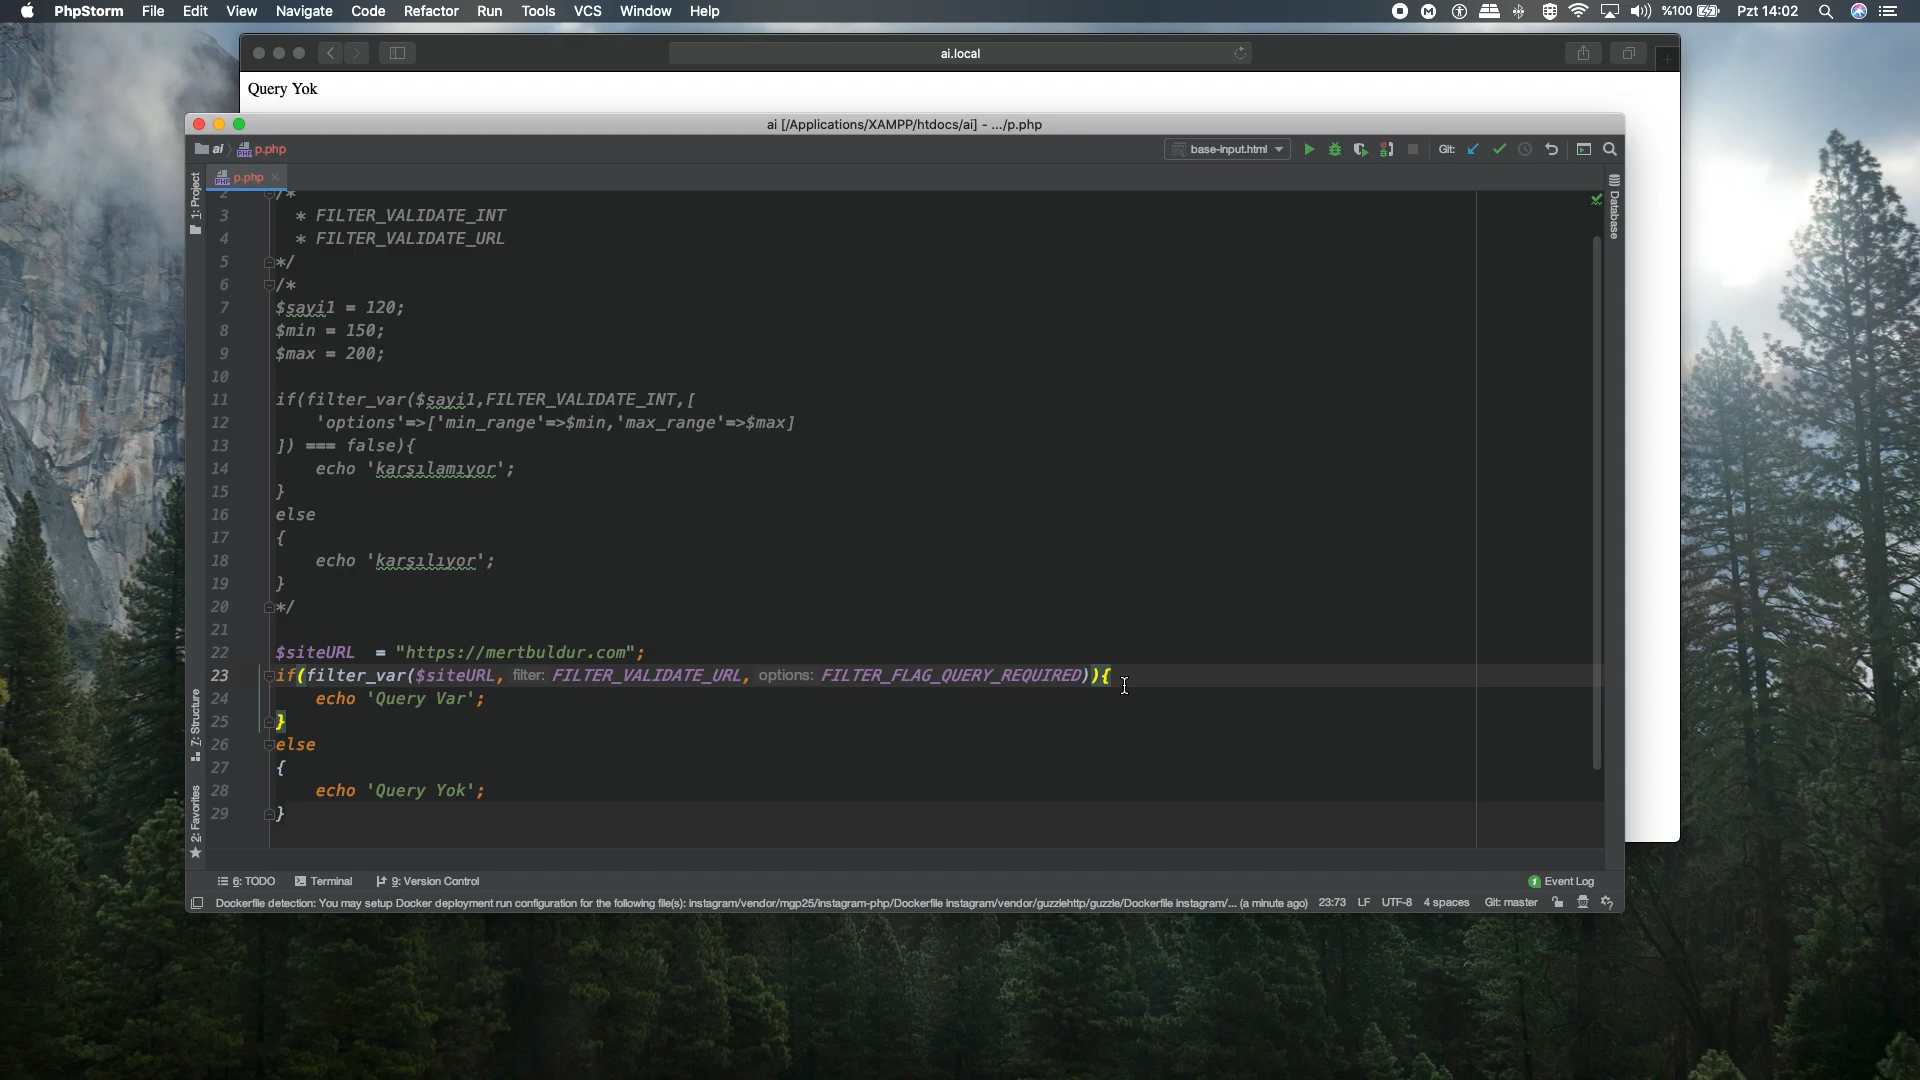 PhpStorm File Edit View Navigate Code Refactor Run Tools VCS Window Help %100 Pzt 14:02
ai.local
Query Yok
ai [/Applications/XAMPP/htdocs/ai] - .../p.php
ai p.php base-input.html Git:
p.php
1: Project
Database
2 /*
3 * FILTER_VALIDATE_INT
4 * FILTER_VALIDATE_URL
5 */
6 /*
7 $sayi1 = 120;
8 $min = 150;
9 $max = 200;
10
11 if(filter_var($sayi1,FILTER_VALIDATE_INT,[
12 'options'=>['min_range'=>$min,'max_range'=>$max]
13 ]) === false){
14 echo 'karşılamıyor';
15 }
16 else
17 {
18 echo 'karşılıyor';
19 }
20 */
21
22 $siteURL = "https://mertbuldur.com";
23 if(filter_var($siteURL, filter: FILTER_VALIDATE_URL, options: FILTER_FLAG_QUERY_REQUIRED)){
24 echo 'Query Var';
25 }
26 else
27 {
28 echo 'Query Yok';
29 }
7: Structure
2: Favorites
6: TODO Terminal 9: Version Control 1 Event Log
Dockerfile detection: You may setup Docker deployment run configuration for the following file(s): instagram/vendor/mgp25/instagram-php/Dockerfile instagram/vendor/guzzlehttp/guzzle/Dockerfile instagram/... (a minute ago) 23:73 LF UTF-8 4 spaces Git: master